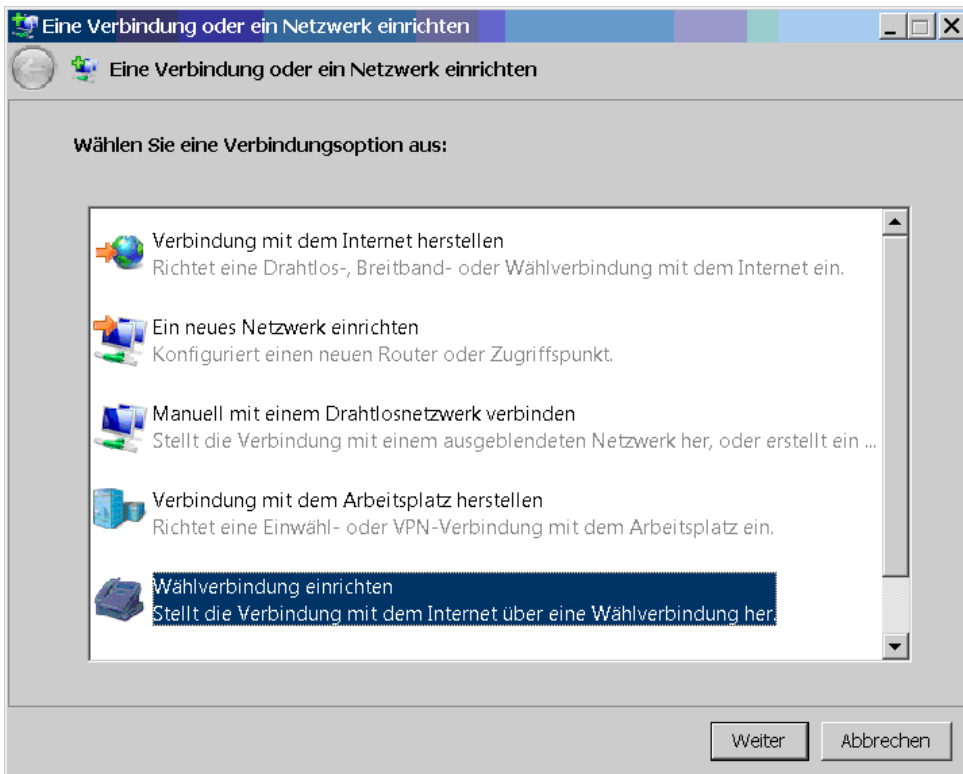 Eine Verbindung oder ein Netzwerk einrichten
Eine Verbindung oder ein Netzwerk einrichten
Wählen Sie eine Verbindungsoption aus:
Verbindung mit dem Internet herstellen
Richtet eine Drahtlos-, Breitband- oder Wählverbindung mit dem Internet ein.
Ein neues Netzwerk einrichten
Konfiguriert einen neuen Router oder Zugriffspunkt.
Manuell mit einem Drahtlosnetzwerk verbinden
Stellt die Verbindung mit einem ausgeblendeten Netzwerk her, oder erstellt ein ...
Verbindung mit dem Arbeitsplatz herstellen
Richtet eine Einwähl- oder VPN-Verbindung mit dem Arbeitsplatz ein.
Wählverbindung einrichten
Stellt die Verbindung mit dem Internet über eine Wählverbindung her.
Weiter
Abbrechen